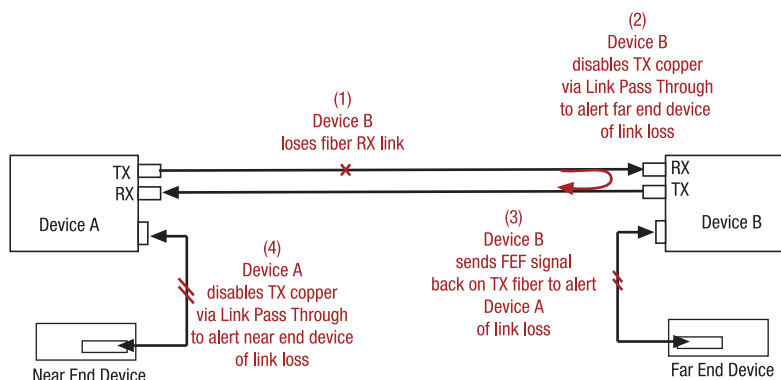 (1)
Device B
loses fiber RX link
(2)
Device B
disables TX copper
via Link Pass Through
to alert far end device
of link loss
TX
RX
Device A
RX
TX
Device B
(3)
Device B
sends FEF signal
back on TX fiber to alert
Device A
of link loss
(4)
Device A
disables TX copper
via Link Pass Through
to alert near end device
of link loss
Near End Device
Far End Device